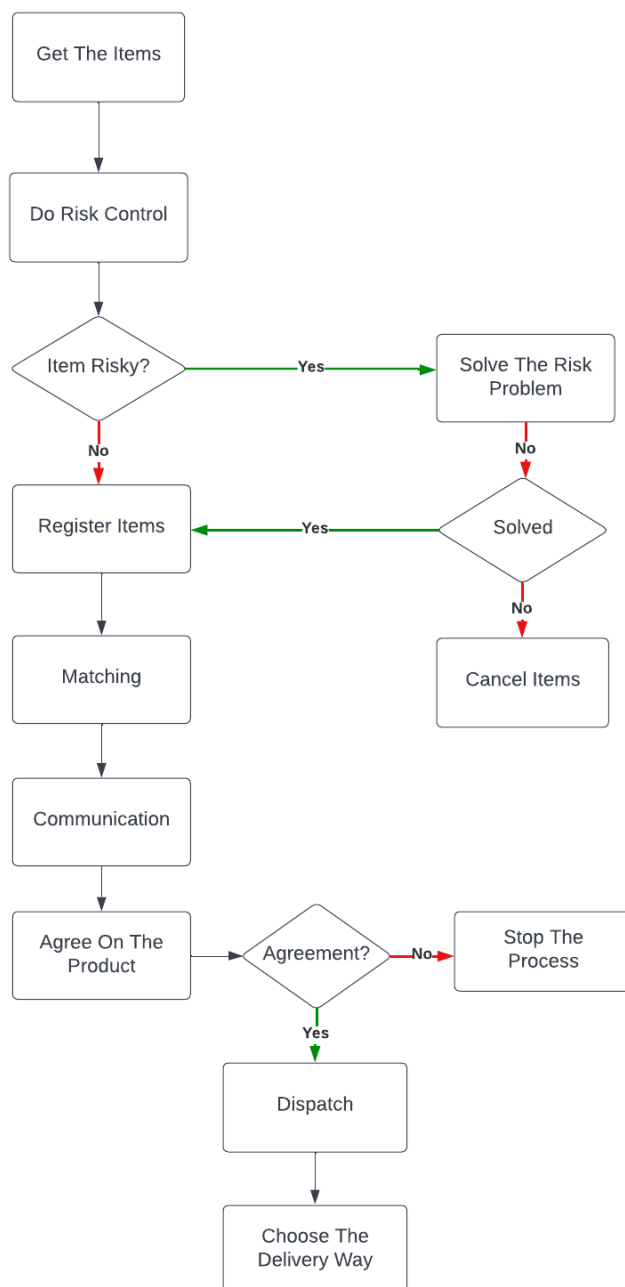 Get The Items
Do Risk Control
Item Risky?
Yes
Solve The Risk
Problem
No
No
Register Items
Yes
Solved
No
Matching
Cancel Items
Communication
Agree On The
Product
Agreement?
No
Stop The
Process
Yes
Dispatch
Choose The
Delivery Way